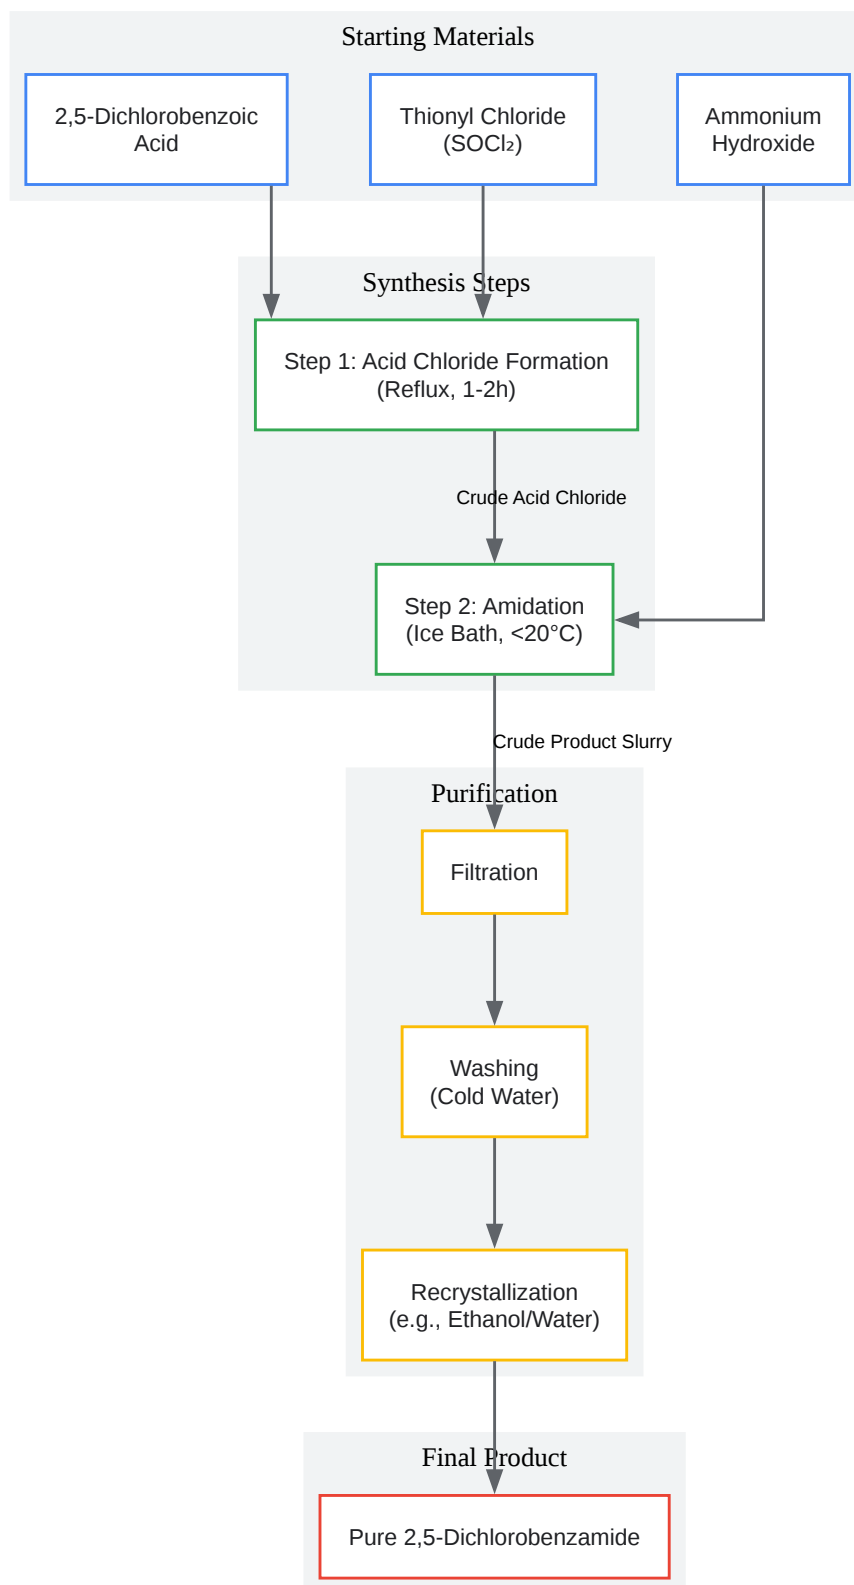 Starting Materials
2,5-Dichlorobenzoic
Acid
Thionyl Chloride
(SOCl₂)
Ammonium
Hydroxide
Synthesis Steps
Step 1: Acid Chloride Formation
(Reflux, 1-2h)
Crude Acid Chloride
Step 2: Amidation
(Ice Bath, <20°C)
Crude Product Slurry
Purification
Filtration
Washing
(Cold Water)
Recrystallization
(e.g., Ethanol/Water)
Final Product
Pure 2,5-Dichlorobenzamide